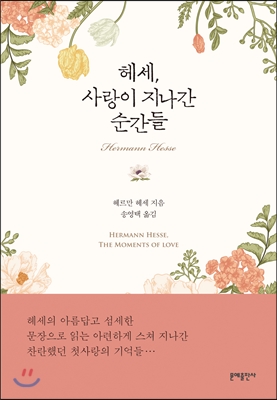 헤세,
사랑이 지나간
순간들
Hermann Hesse
헤르만 헤세 지음
송영택 옮김
HERMANN HESSE,
THE MOMENTS OF LOVE
헤세의 아름답고 섬세한
문장으로 읽는 아련하게 스쳐 지나간
찬란했던 첫사랑의 기억들…
문예출판사
yes24